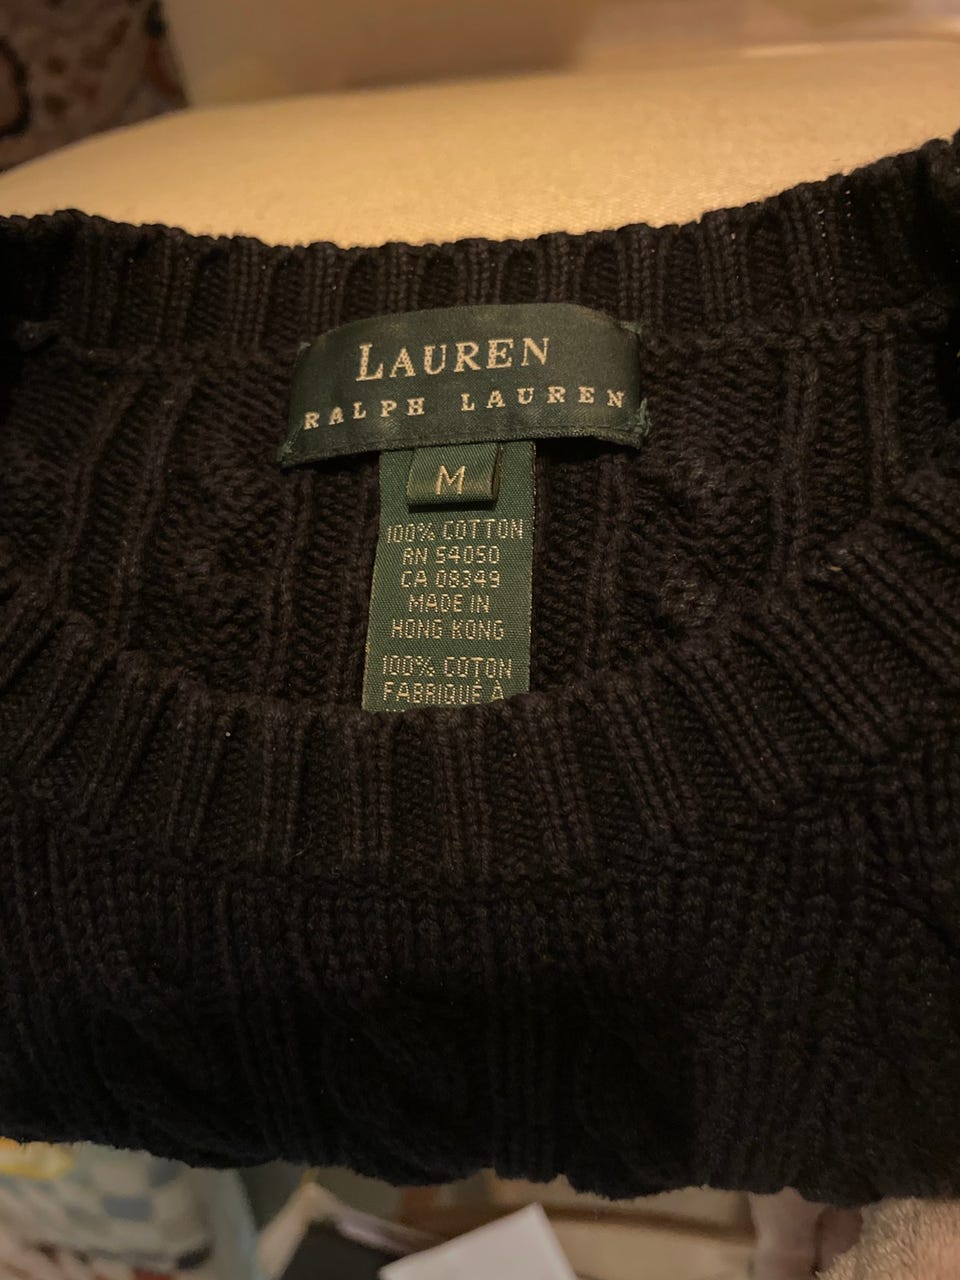 LAUREN
RALPH LAUREN
M
100% COTTON
RN 54050
CA 08349
MADE IN
HONG KONG
100% COTON
FABRIQUÉ À